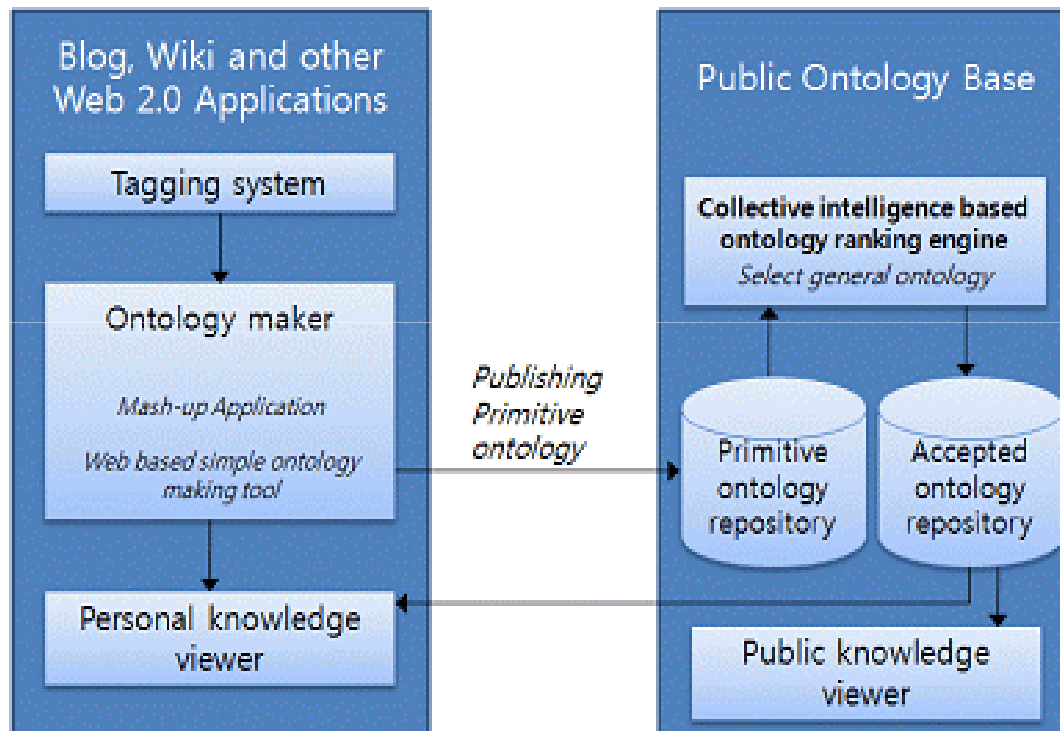 Blog, Wiki and other
Web 2.0 Applications
Tagging system
Ontology maker
Mash-up Application
Web based simple ontology
making tool
Personal knowledge
viewer
Publishing
Primitive
ontology
Public Ontology Base
Collective intelligence based
ontology ranking engine
Select general ontology
Primitive
ontology
repository
Accepted
ontology
repository
Public knowledge
viewer